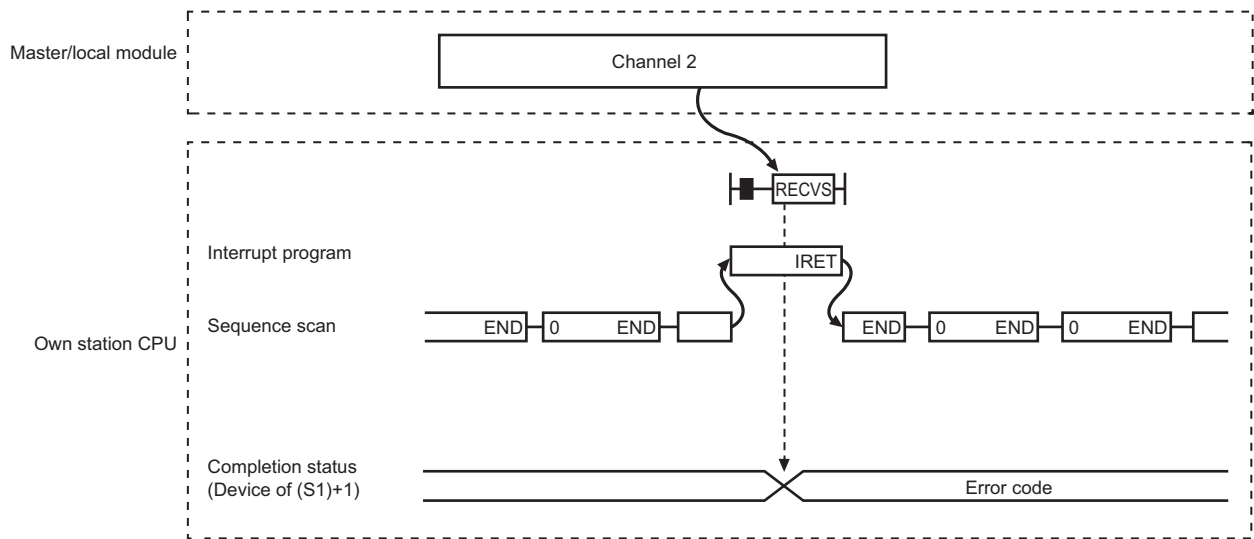 Master/local module
Channel 2
RECVS
Interrupt program
IRET
Sequence scan
END 0 END END 0 END 0 END
Own station CPU
Completion status
(Device of (S1)+1)
Error code